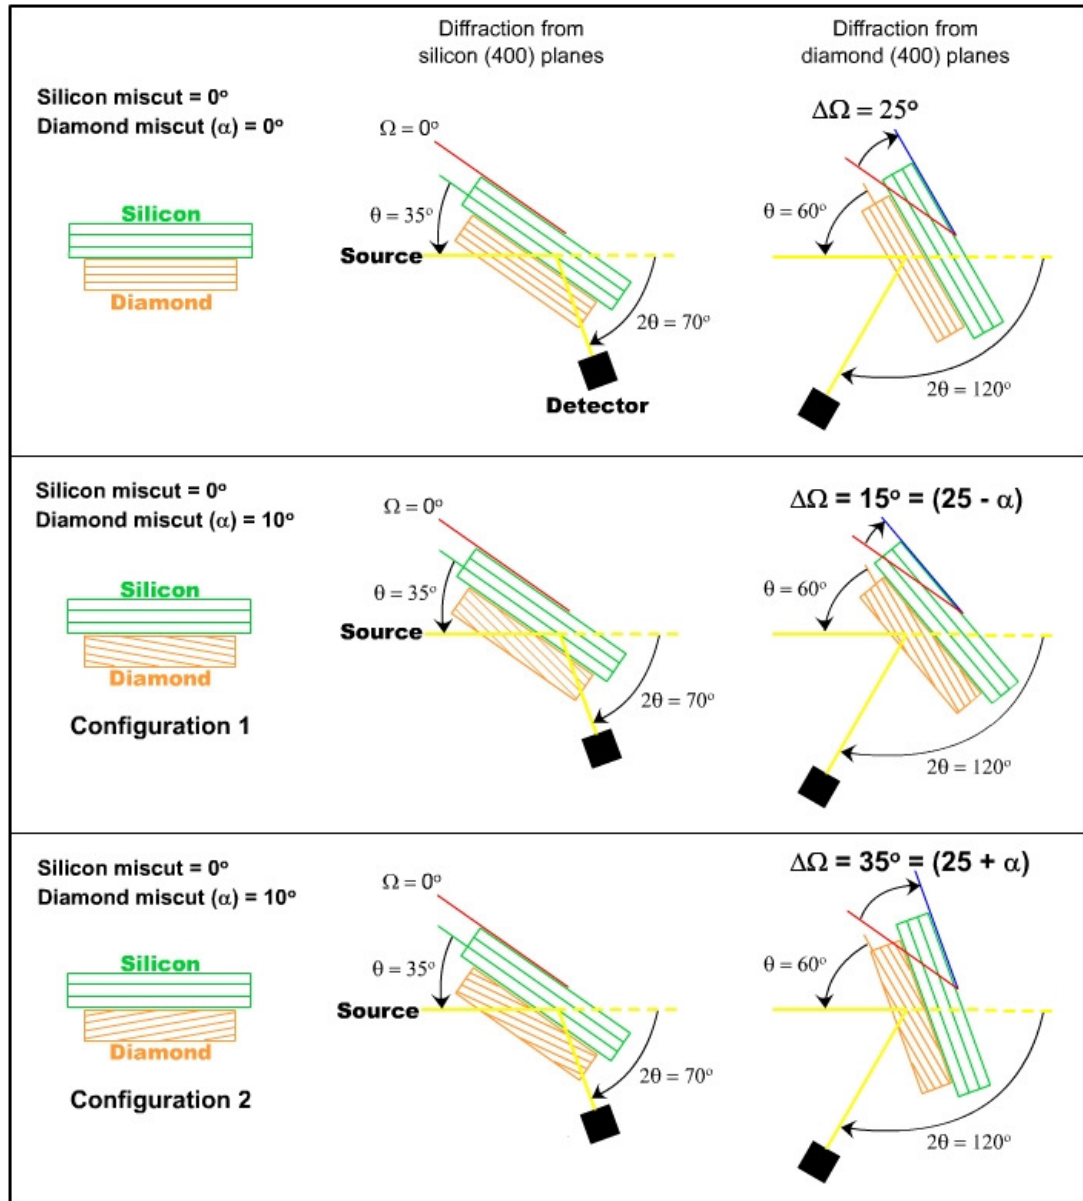 Diffraction from
silicon (400) planes
Diffraction from
diamond (400) planes
Silicon miscut = 0°
Diamond miscut (α) = 0°
Silicon
Diamond
Ω = 0°
θ = 35°
Source
2θ = 70°
Detector
ΔΩ = 25°
θ = 60°
2θ = 120°
Silicon miscut = 0°
Diamond miscut (α) = 10°
Silicon
Diamond
Configuration 1
Ω = 0°
θ = 35°
Source
2θ = 70°
ΔΩ = 15° = (25 - α)
θ = 60°
2θ = 120°
Silicon miscut = 0°
Diamond miscut (α) = 10°
Silicon
Diamond
Configuration 2
Ω = 0°
θ = 35°
Source
2θ = 70°
ΔΩ = 35° = (25 + α)
θ = 60°
2θ = 120°